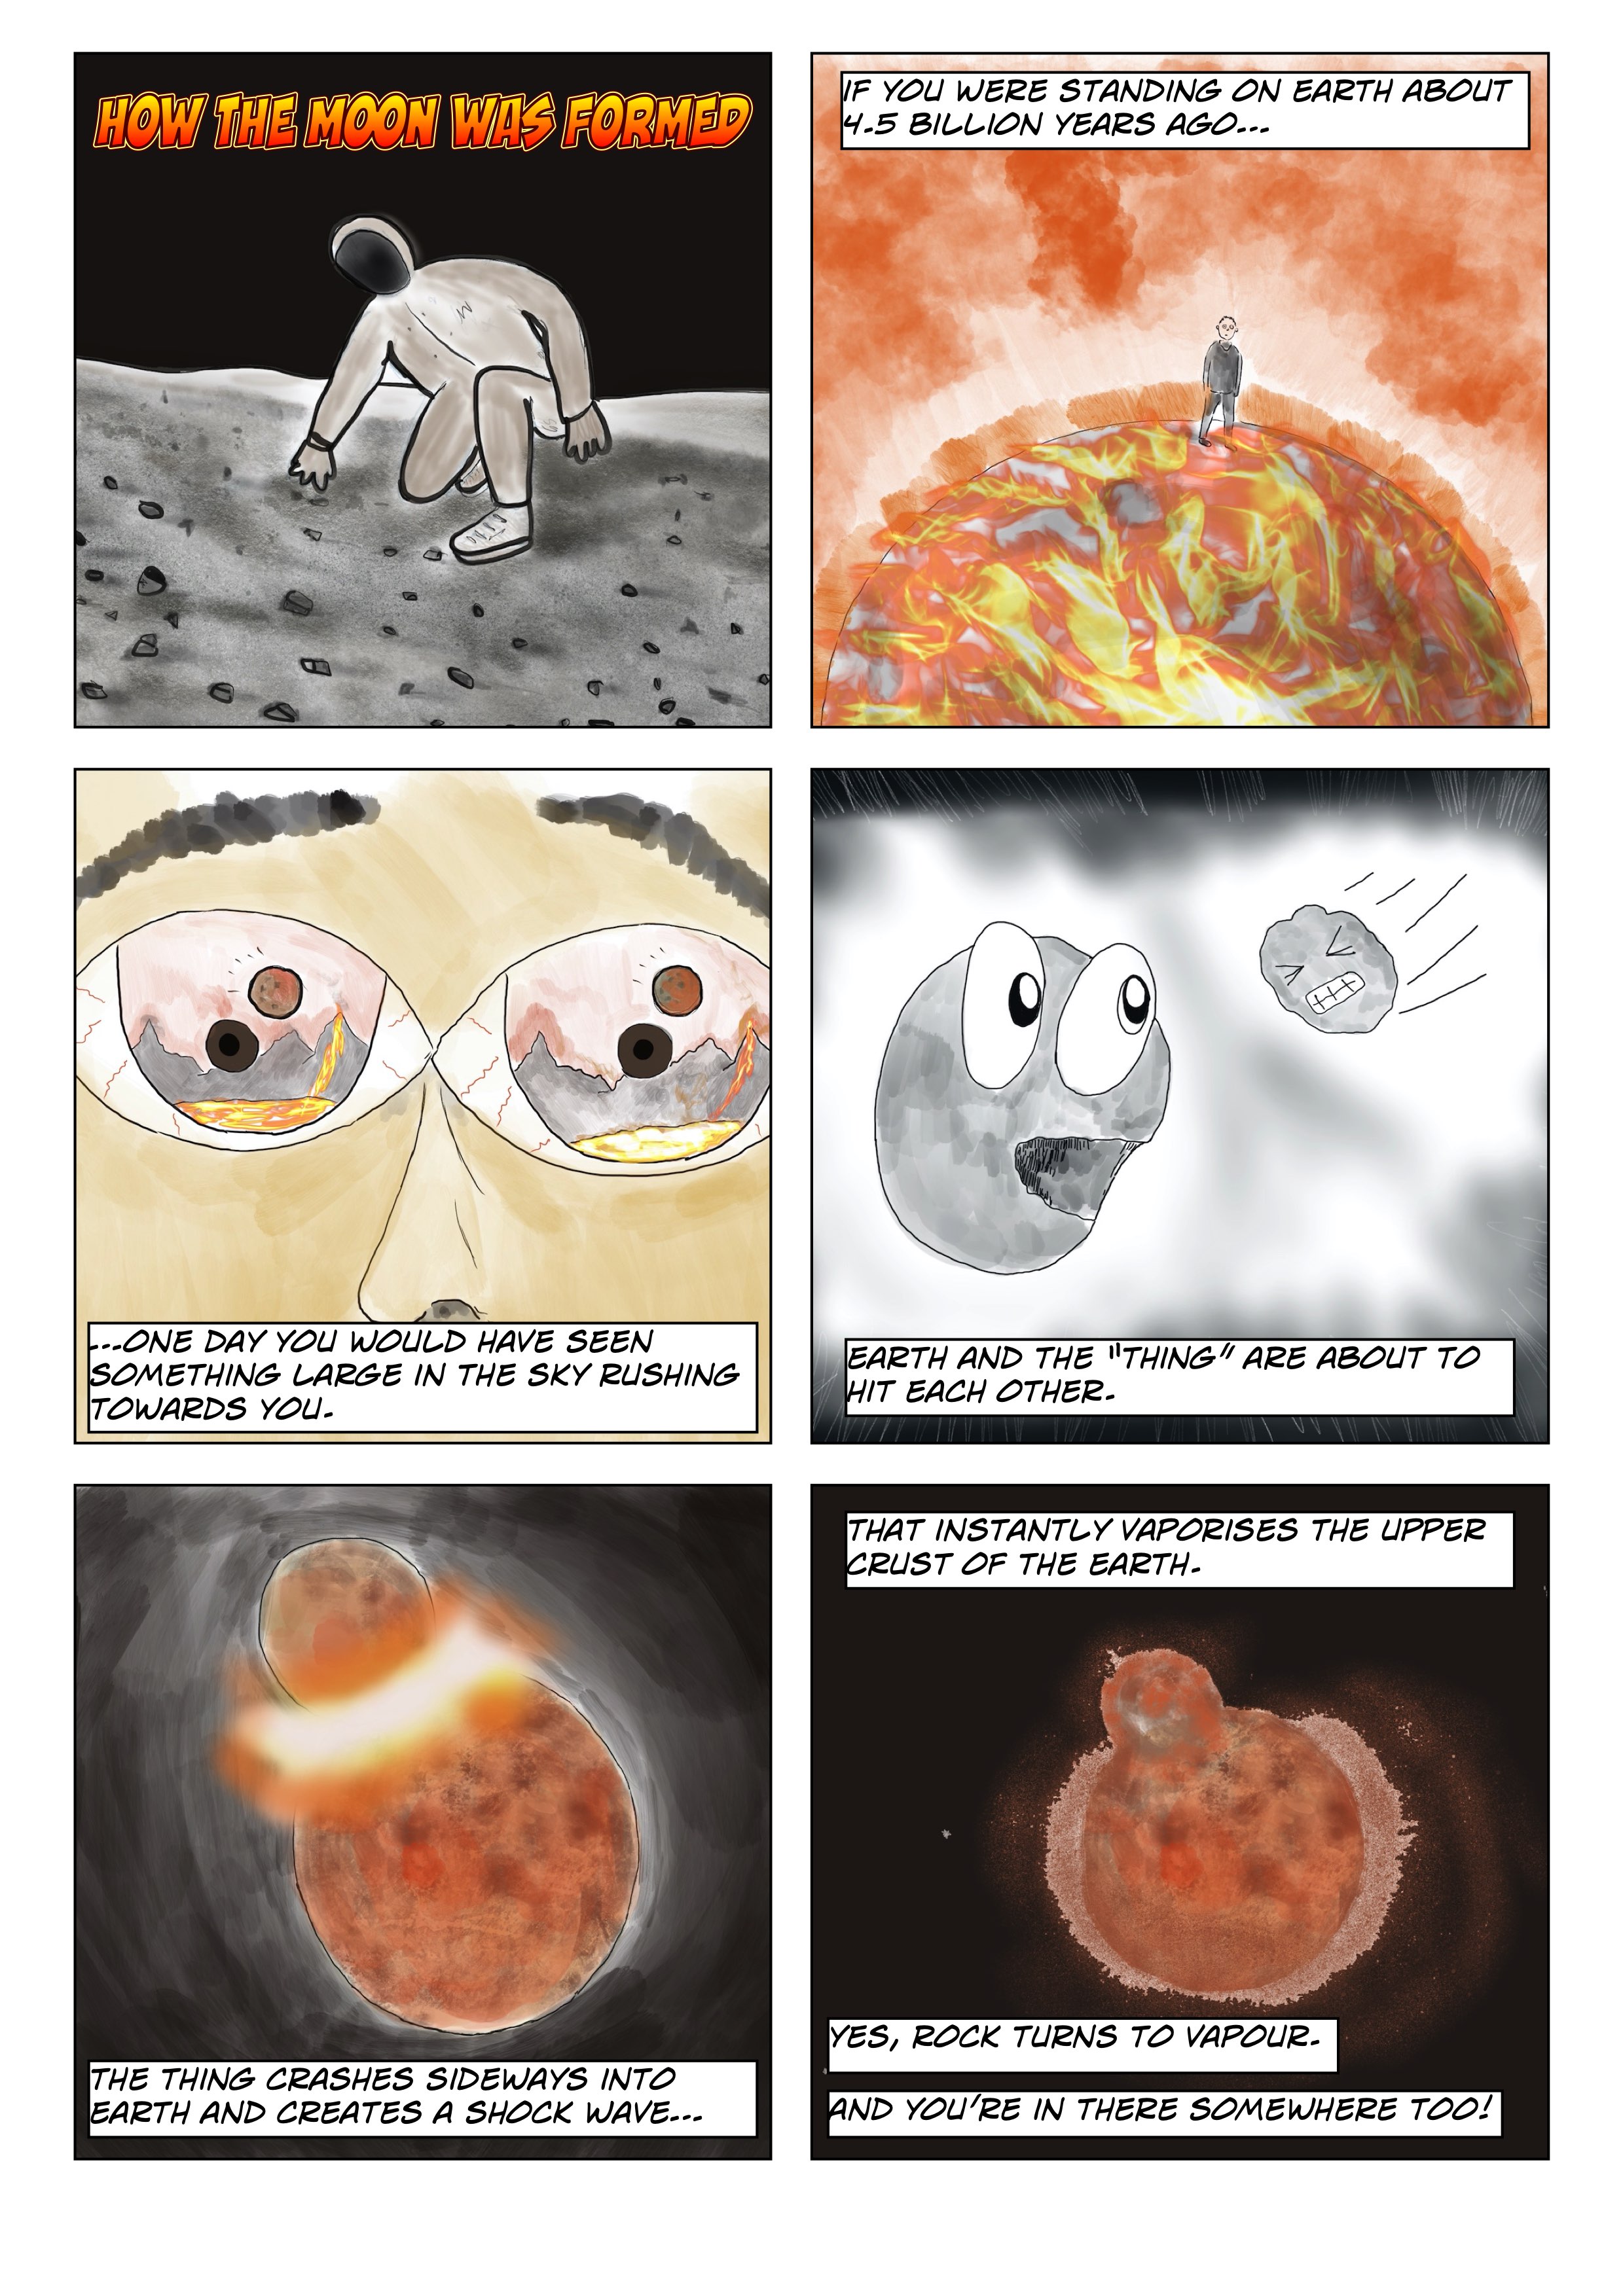 HOW THE MOON WAS FORMED
IF YOU WERE STANDING ON EARTH ABOUT
4.5 BILLION YEARS AGO...
...ONE DAY YOU WOULD HAVE SEEN
SOMETHING LARGE IN THE SKY RUSHING
TOWARDS YOU.
EARTH AND THE "THING" ARE ABOUT TO
HIT EACH OTHER.
THE THING CRASHES SIDEWAYS INTO
EARTH AND CREATES A SHOCK WAVE...
THAT INSTANTLY VAPORISES THE UPPER
CRUST OF THE EARTH.
YES, ROCK TURNS TO VAPOUR.
AND YOU'RE IN THERE SOMEWHERE TOO!